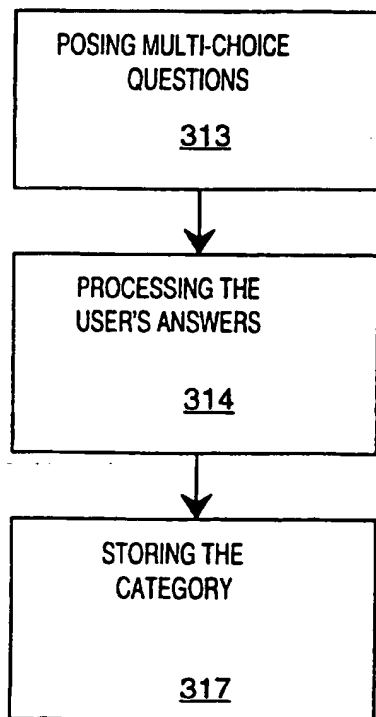 POSING MULTI-CHOICE
QUESTIONS
313
PROCESSING THE
USER'S ANSWERS
314
STORING THE
CATEGORY
317